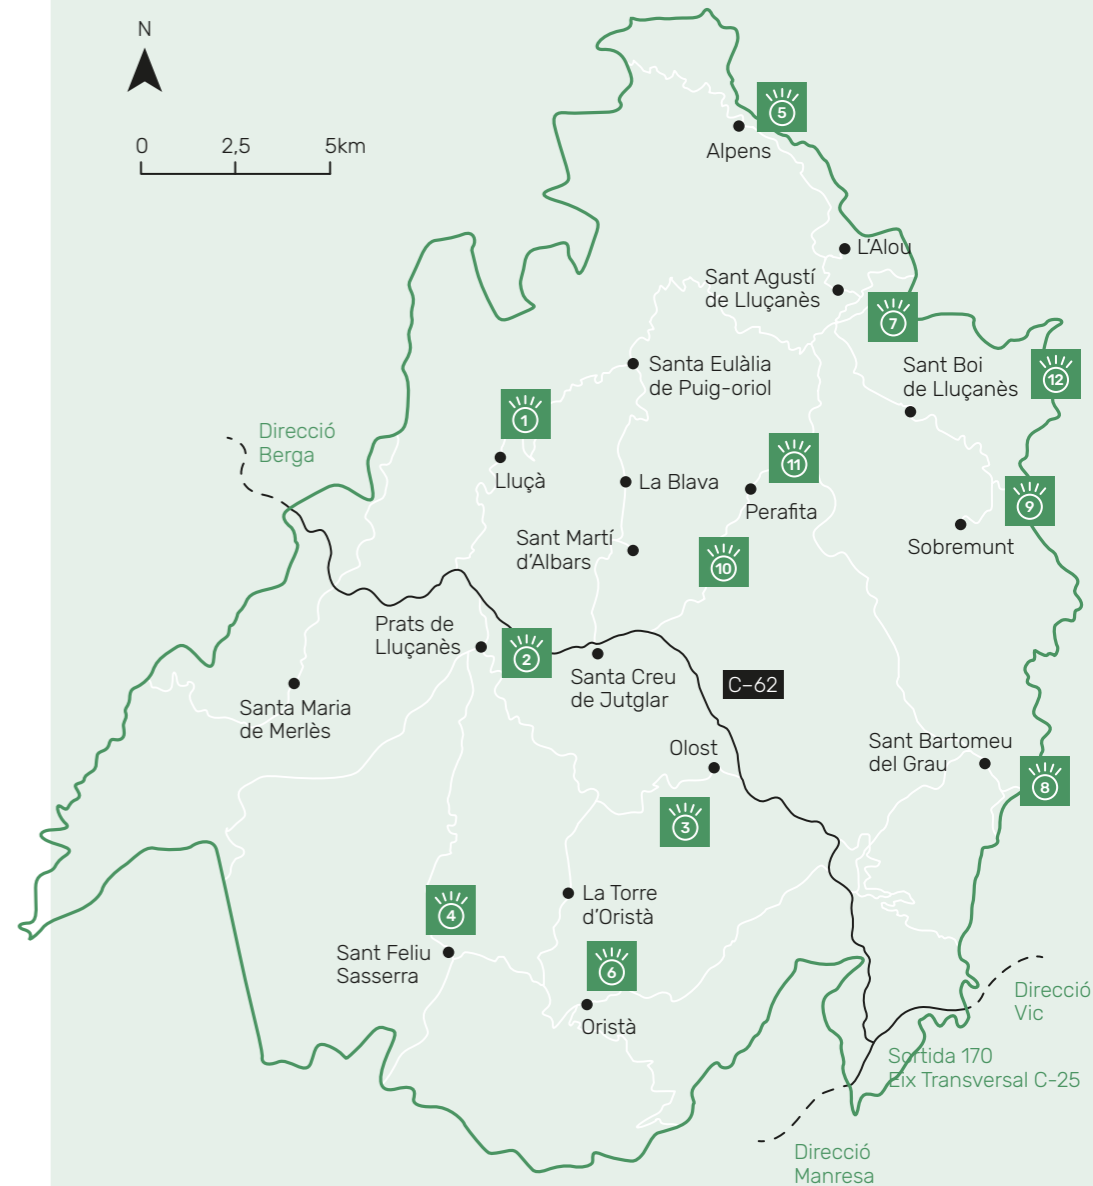 N
0 2,5 5km
5
Alpens
L'Alou
Sant Agustí
de Lluçanès
7
Santa Eulàlia
de Puig-oriol
Sant Boi
de Lluçanès
12
1
Direcció
Berga
Lluçà
La Blava
11
Perafita
9
Sobremunt
Sant Martí
d'Albars
10
Prats de
Lluçanès
2
Santa Creu
de Jutglar
C-62
Santa Maria
de Merlès
Olost
Sant Bartomeu
del Grau
8
3
4
La Torre
d'Oristà
Sant Feliu
Sasserra
6
Oristà
Direcció
Vic
Sortida 170
Eix Transversal C-25
Direcció
Manresa